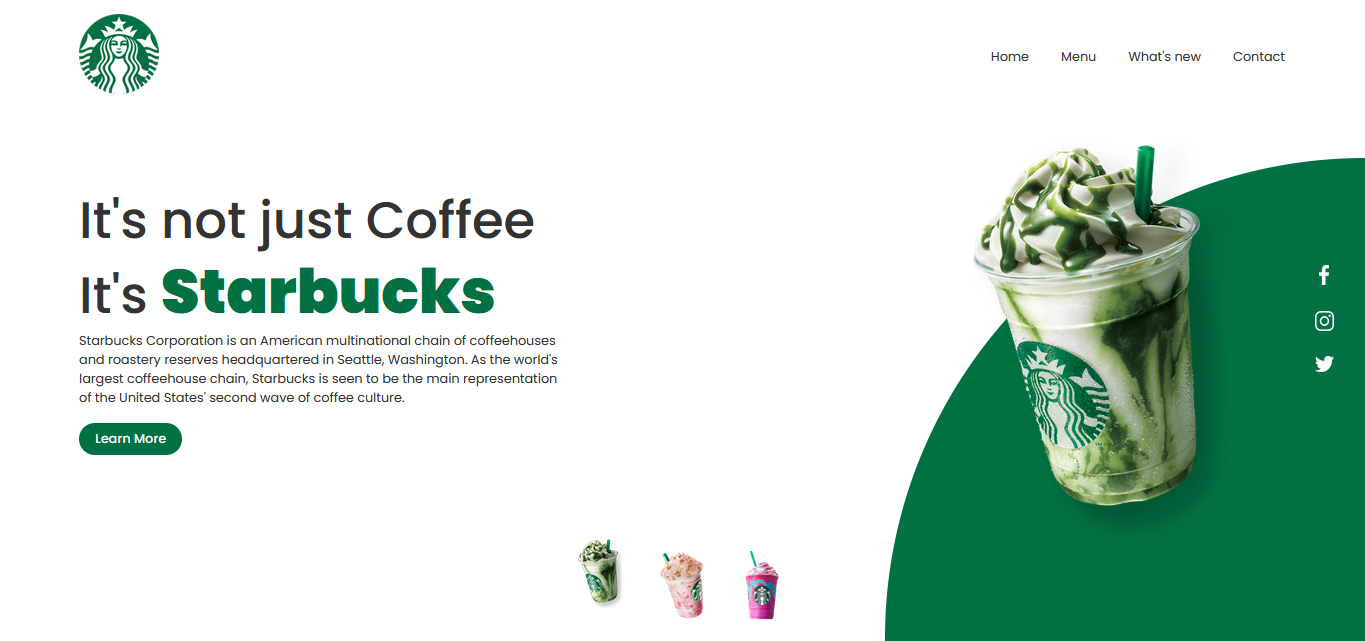 Home
Menu
What's new
Contact
It's not just Coffee
It's Starbucks
Starbucks Corporation is an American multinational chain of coffeehouses
and roastery reserves headquartered in Seattle, Washington. As the world's
largest coffeehouse chain, Starbucks is seen to be the main representation
of the United States' second wave of coffee culture.
Learn More